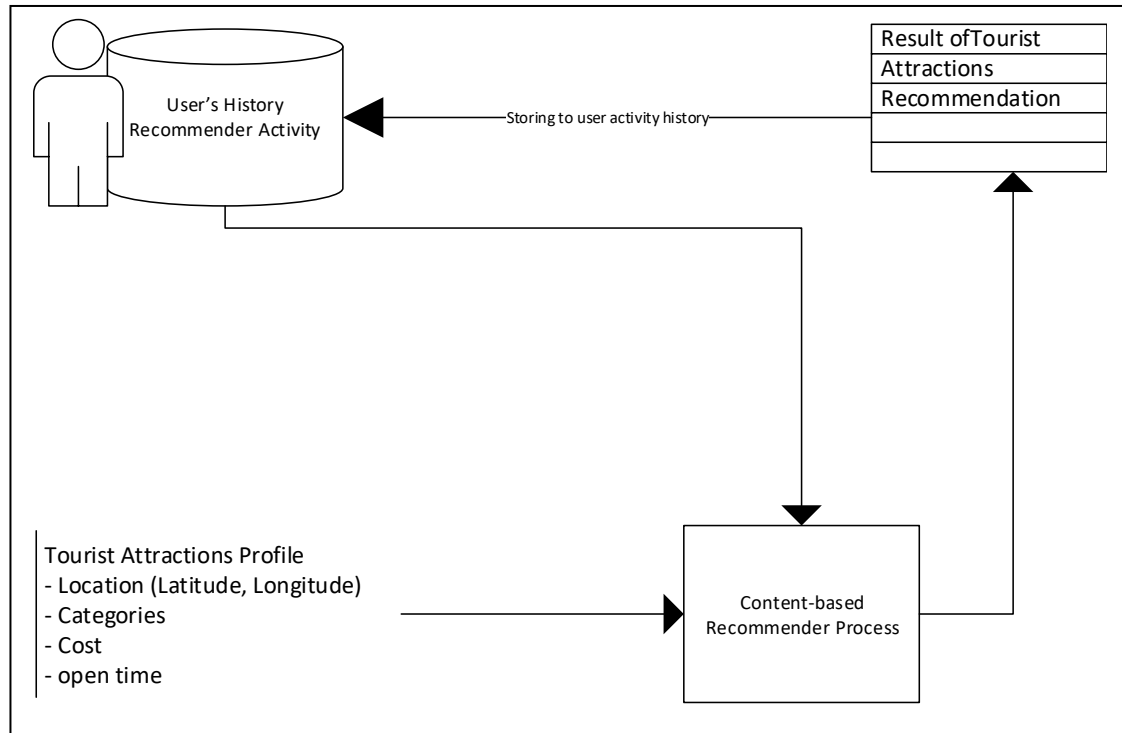 User's History
Recommender Activity
Storing to user activity history
Result ofTourist
Attractions
Recommendation
Tourist Attractions Profile
- Location (Latitude, Longitude)
- Categories
- Cost
- open time
Content-based
Recommender Process